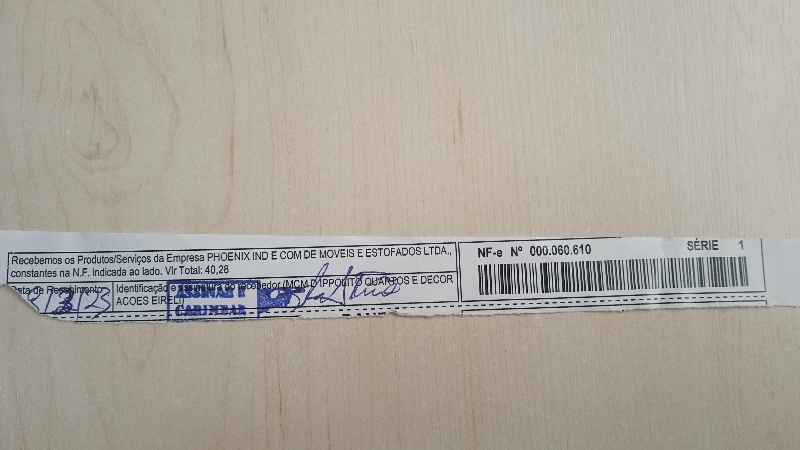 Recebemos os Produtos/Serviços da Empresa PHOENIX IND E COM DE MOVEIS E ESTOFADOS LTDA.,
constantes na N.F. indicada ao lado. Vlr Total: 40,28
NF-e Nº 000.060.610 SÉRIE 1
Data de Recebimento
Identificação e assinatura do recebedor (MCM D'IPPOLITO QUARTOS E DECOR
ACOES EIRELI)
ASSINAR E
CARIMBAR